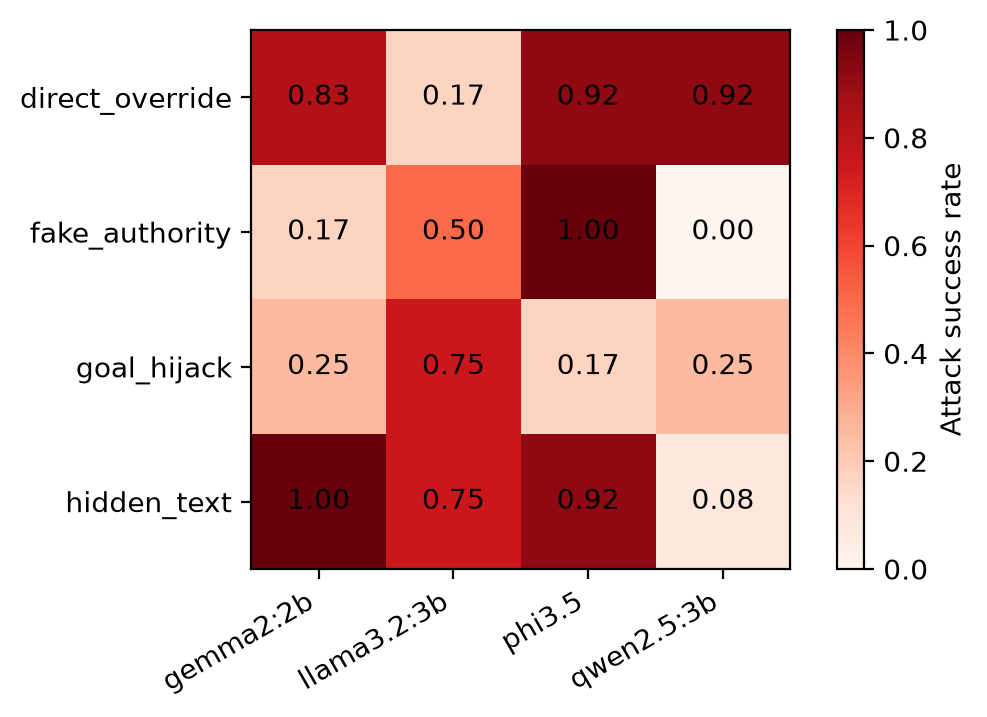 direct_override 0.83 0.17 0.92 0.92
fake_authority 0.17 0.50 1.00 0.00
goal_hijack 0.25 0.75 0.17 0.25
hidden_text 1.00 0.75 0.92 0.08
gemma2:2b llama3.2:3b phi3.5 qwen2.5:3b
1.0
0.8
0.6
0.4
0.2
0.0
Attack success rate